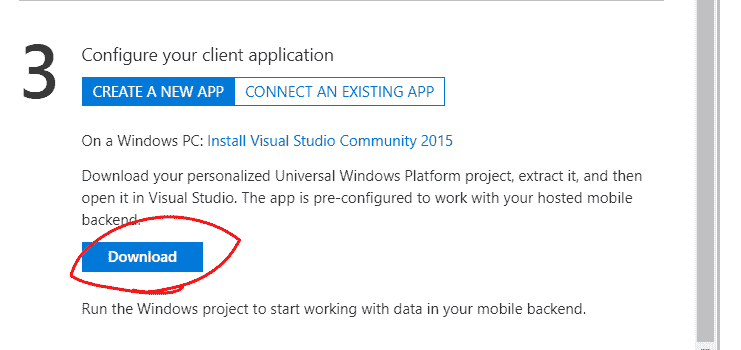 3
Configure your client application
CREATE A NEW APP CONNECT AN EXISTING APP
On a Windows PC: Install Visual Studio Community 2015
Download your personalized Universal Windows Platform project, extract it, and then
open it in Visual Studio. The app is pre-configured to work with your hosted mobile
backend.
Download
Run the Windows project to start working with data in your mobile backend.